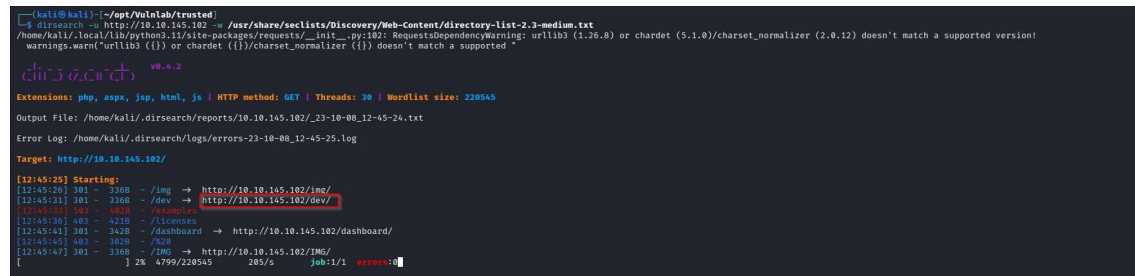 (kali㉿kali)-[~/opt/Vulnlab/trusted]
$ dirsearch -u http://10.10.145.102 -w /usr/share/seclists/Discovery/Web-Content/directory-list-2.3-medium.txt
/home/kali/.local/lib/python3.11/site-packages/requests/__init__.py:102: RequestsDependencyWarning: urllib3 (1.26.8) or chardet (5.1.0)/charset_normalizer (2.0.12) doesn't match a supported version!
warnings.warn("urllib3 ({}) or chardet ({})/charset_normalizer ({}) doesn't match a supported "
v0.4.2
Extensions: php, aspx, jsp, html, js | HTTP method: GET | Threads: 30 | Wordlist size: 220545
Output File: /home/kali/.dirsearch/reports/10.10.145.102/_23-10-08_12-45-24.txt
Error Log: /home/kali/.dirsearch/logs/errors-23-10-08_12-45-25.log
Target: http://10.10.145.102/
[12:45:25] Starting:
[12:45:26] 301 - 336B - /img → http://10.10.145.102/img/
[12:45:31] 301 - 336B - /dev → http://10.10.145.102/dev/
[12:45:33] 503 - 402B - /examples
[12:45:36] 403 - 421B - /licenses
[12:45:41] 301 - 342B - /dashboard → http://10.10.145.102/dashboard/
[12:45:45] 403 - 302B - /%20
[12:45:47] 301 - 336B - /IMG → http://10.10.145.102/IMG/
[ ] 2% 4799/220545 205/s job:1/1 errors:0